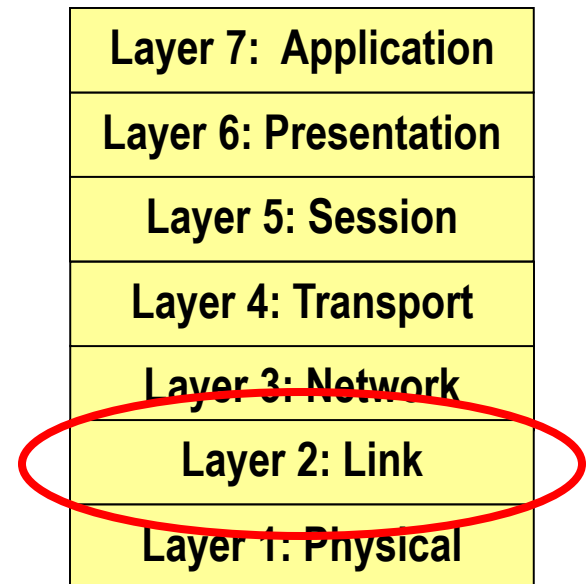 Layer 7: Application
Layer 6: Presentation
Layer 5: Session
Layer 4: Transport
Layer 3: Network
Layer 2: Link
Layer 1: Physical